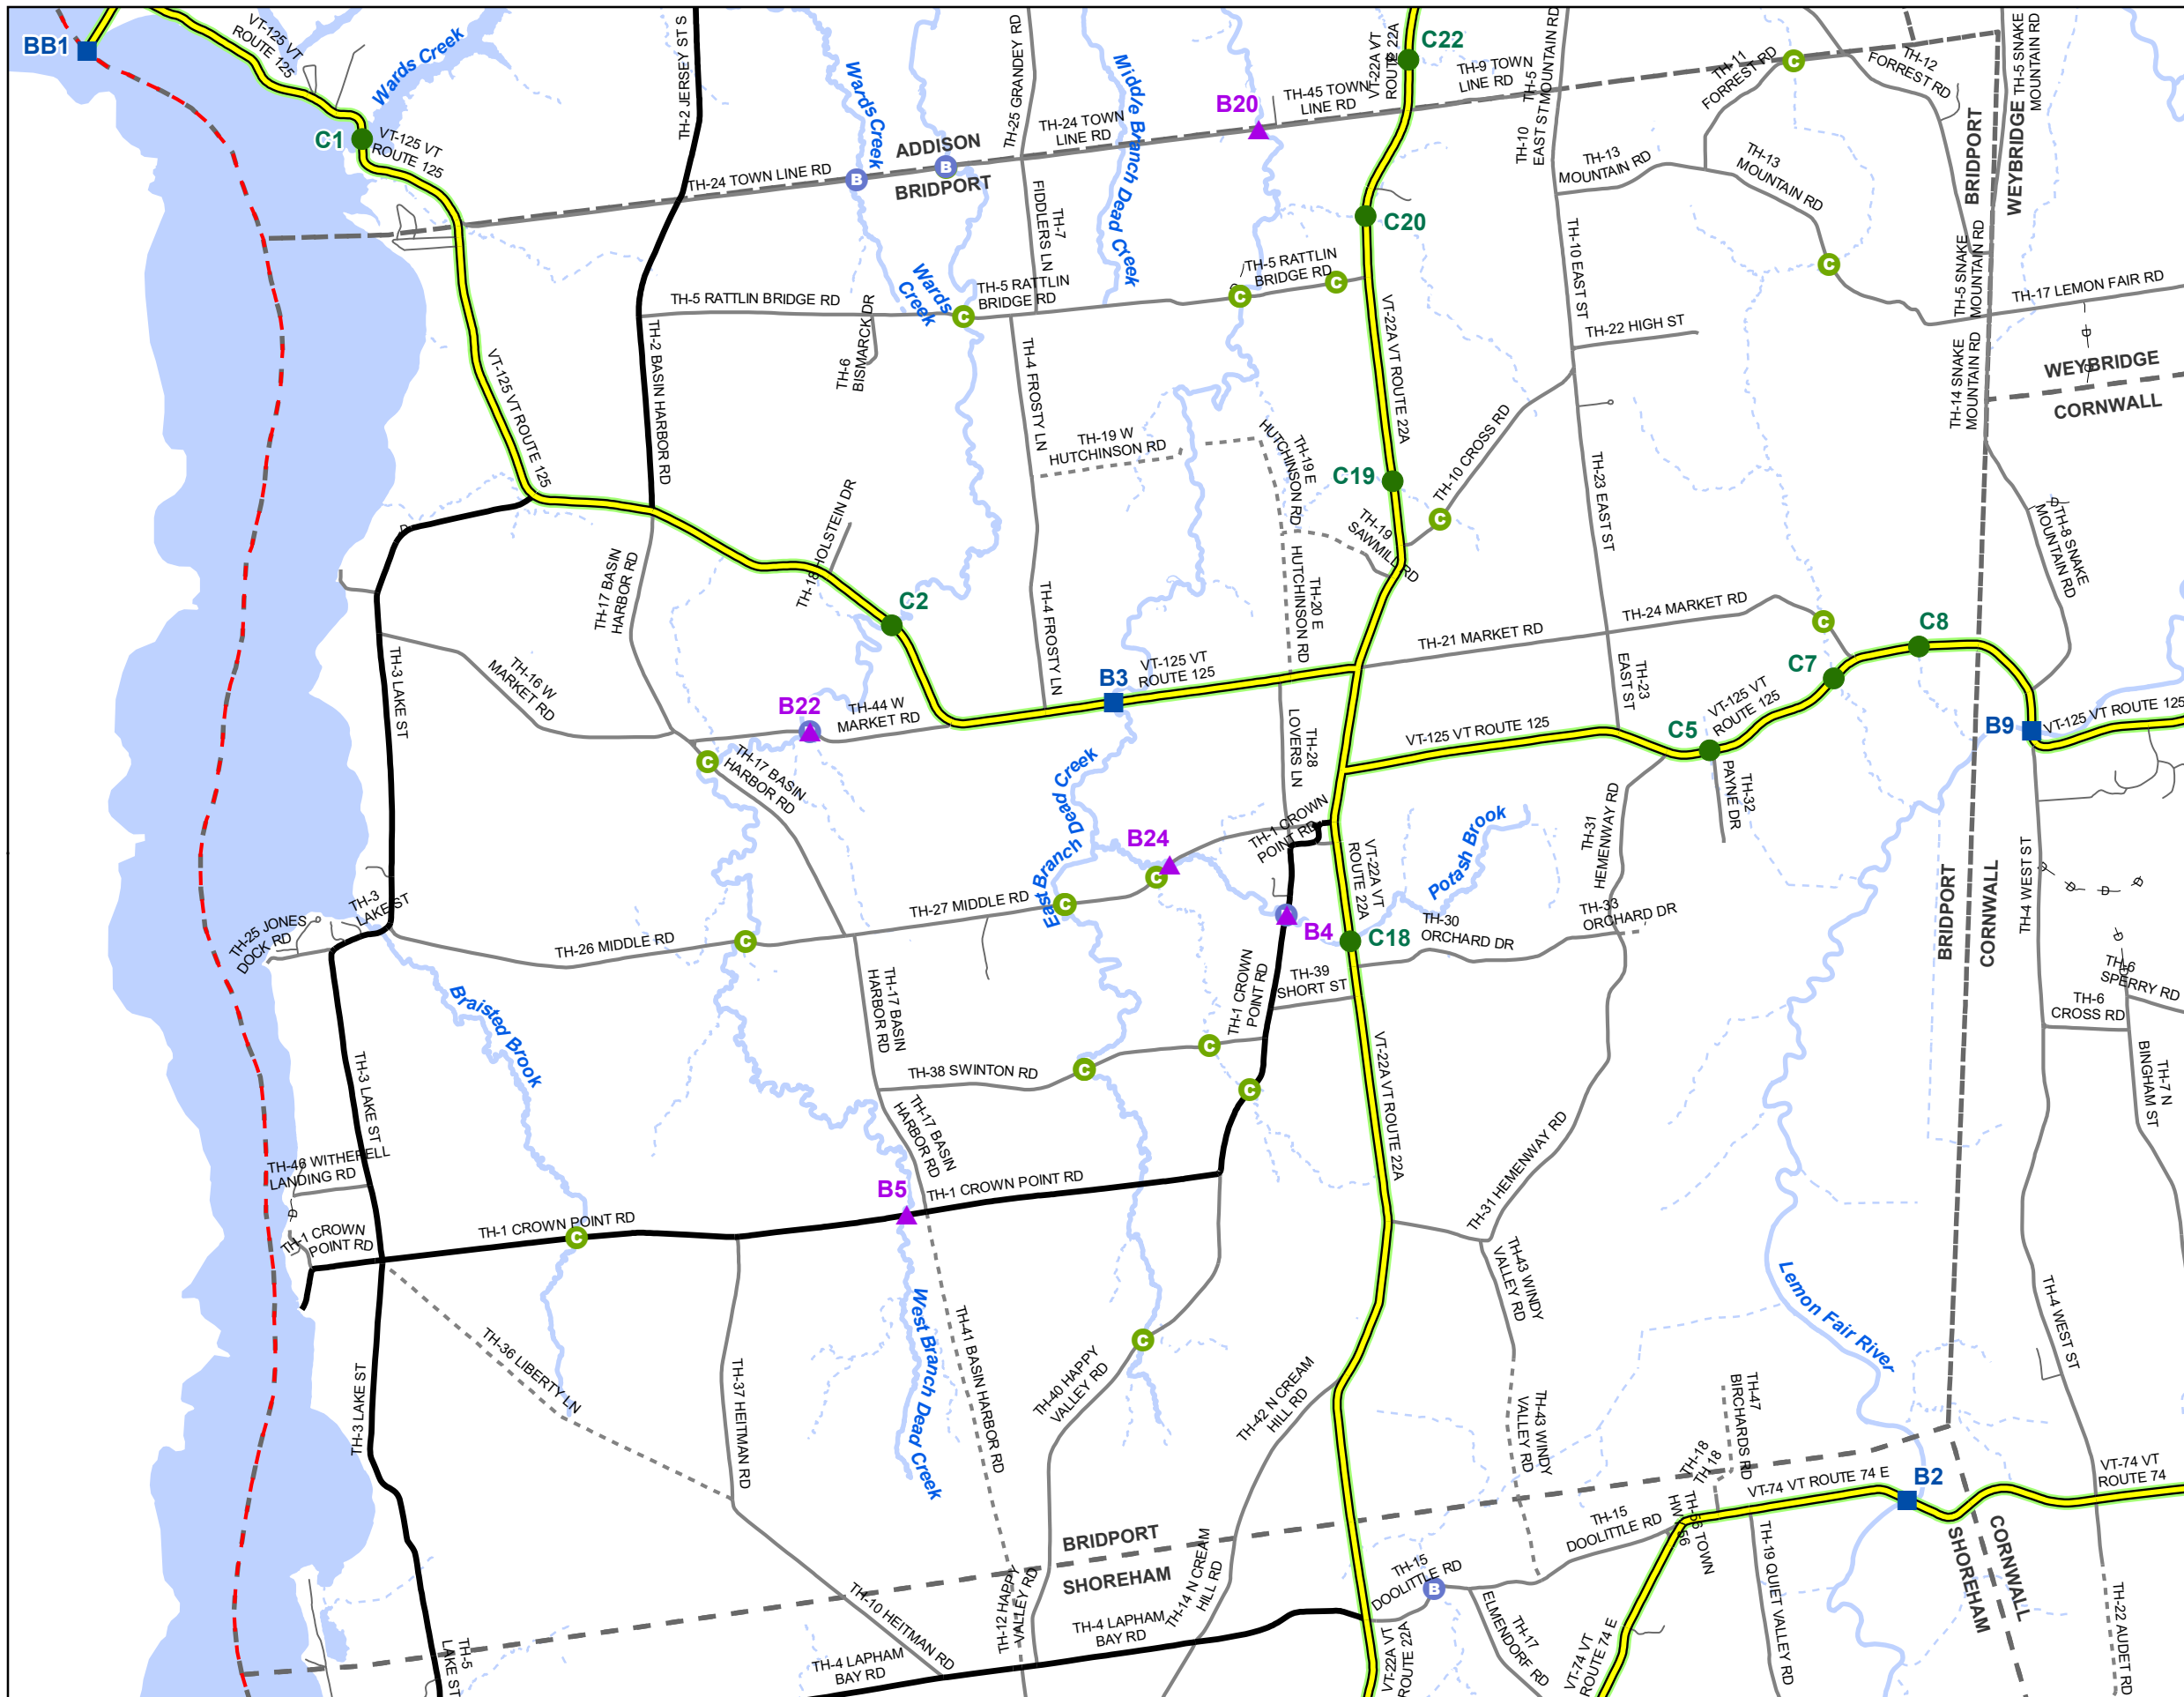 BB1
VT-125 VT
ROUTE 125
Wards Creek
C1
VT-125 VT
ROUTE 125
TH-2 JERSEY ST S
TH-24 TOWN LINE RD
Wards Creek
B
B
ADDISON
BRIDPORT
TH-25 GRANDEY RD
TH-24 TOWN
LINE RD
Middle Branch Dead Creek
B20
TH-45 TOWN
LINE RD
VT-22A VT
ROUTE 22A
C22
TH-9 TOWN
LINE RD
TH-5
EAST MOUNTAIN RD
TH-10
EAST ST
TH-11
FORREST RD
C
TH-12
FORREST RD
BRIDPORT
WEYBRIDGE
TH-5 SNAKE
MOUNTAIN RD
TH-13
MOUNTAIN RD
TH-13
MOUNTAIN RD
C20
TH-7
FIDDLERS LN
TH-10 EAST ST
C
TH-5 SNAKE
MOUNTAIN RD
TH-17 LEMON FAIR RD
TH-5 RATTLIN BRIDGE RD
Wards
Creek
C
TH-5 RATTLIN
BRIDGE RD
C
TH-5 RATTLIN
BRIDGE RD
C
TH-6
BISMARCK DR
TH-2 BASIN HARBOR RD
VT-125 VT ROUTE 125
TH-4 FROSTY LN
VT-22A VT ROUTE 22A
TH-22 HIGH ST
TH-14 SNAKE
MOUNTAIN RD
D
D
WEYBRIDGE
CORNWALL
TH-19 W
HUTCHINSON RD
TH-19 E
HUTCHINSON RD
C19
TH-10 CROSS RD
C
TH-19
SAWMILL RD
TH-23 EAST ST
D
TH-8 SNAKE
MOUNTAIN RD
D
TH-18 HOLSTEIN DR
TH-17 BASIN
HARBOR RD
C2
TH-4 FROSTY LN
TH-20 E
HUTCHINSON RD
TH-21 MARKET RD
TH-24 MARKET RD
C
C8
C7
TH-3 LAKE ST
TH-16 W
MARKET RD
B22
TH-44 W
MARKET RD
B3
VT-125 VT
ROUTE 125
TH-23
EAST ST
VT-125 VT
ROUTE 125
C5
B9
VT-125 VT ROUTE 125
C
TH-17 BASIN
HARBOR RD
TH-28
LOVERS LN
VT-125 VT ROUTE 125
TH-32
PAYNE DR
East Branch Dead Creek
B24
C
TH-1 CROWN
POINT RD
VT-22A VT
ROUTE 22A
Potash Brook
TH-31
HEMENWAY RD
BRIDPORT
CORNWALL
TH-4 WEST ST
D
D
D
D
TH-3
LAKE ST
TH-25 JONES
DOCK RD
TH-26 MIDDLE RD
C
TH-27 MIDDLE RD
C
B4
C18
TH-30
ORCHARD DR
TH-33
ORCHARD DR
D
TH-6
SPERRY RD
TH-6
CROSS RD
Braisted Brook
TH-17 BASIN
HARBOR RD
TH-1 CROWN
POINT RD
TH-39
SHORT ST
C
C
C
TH-38 SWINTON RD
VT-22A VT ROUTE 22A
TH-7 N
BINGHAM ST
TH-3 LAKE ST
TH-17 BASIN
HARBOR RD
TH-31 HEMENWAY RD
TH-46 WITHERELL
LANDING RD
D
TH-1 CROWN
POINT RD
TH-1 CROWN POINT RD
C
B5
TH-1 CROWN POINT RD
TH-43 WINDY
VALLEY RD
Lemon Fair River
TH-4 WEST ST
TH-36 LIBERTY LN
TH-3 LAKE ST
TH-37 HEITMAN RD
West Branch Dead Creek
TH-41 BASIN HARBOR RD
C
TH-40 HAPPY
VALLEY RD
TH-42 N CREAM
HILL RD
TH-43 WINDY
VALLEY RD
TH-47
BIRCHARDS RD
TH-18
TH 18
VT-74 VT ROUTE 74 E
B2
VT-74 VT
ROUTE 74
TH-56 TOWN
HWY 56
TH-15
DOOLITTLE RD
BRIDPORT
SHOREHAM
CORNWALL
SHOREHAM
TH-15
DOOLITTLE RD
B
TH-10 HEITMAN RD
TH-12 HAPPY
VALLEY RD
TH-14 N CREAM
HILL RD
TH-4 LAPHAM
BAY RD
TH-4 LAPHAM
BAY RD
TH-5
LAKE ST
VT-22A VT
ROUTE 22A
TH-17
ELMENDORF RD
VT-74 VT
ROUTE 74 E
TH-19 QUIET VALLEY RD
TH-22 AUDET RD